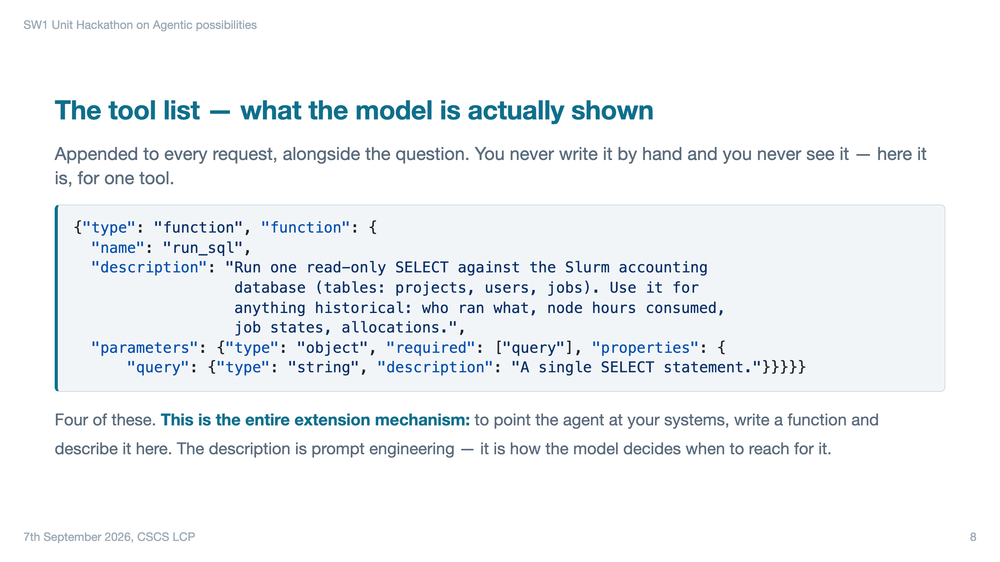 SW1 Unit Hackathon on Agentic possibilities
The tool list — what the model is actually shown
Appended to every request, alongside the question. You never write it by hand and you never see it — here it
is, for one tool.
{"type": "function", "function": {
  "name": "run_sql",
  "description": "Run one read-only SELECT against the Slurm accounting
                  database (tables: projects, users, jobs). Use it for
                  anything historical: who ran what, node hours consumed,
                  job states, allocations.",
  "parameters": {"type": "object", "required": ["query"], "properties": {
      "query": {"type": "string", "description": "A single SELECT statement."}}}}}
Four of these. This is the entire extension mechanism: to point the agent at your systems, write a function and
describe it here. The description is prompt engineering — it is how the model decides when to reach for it.
7th September 2026, CSCS LCP
8